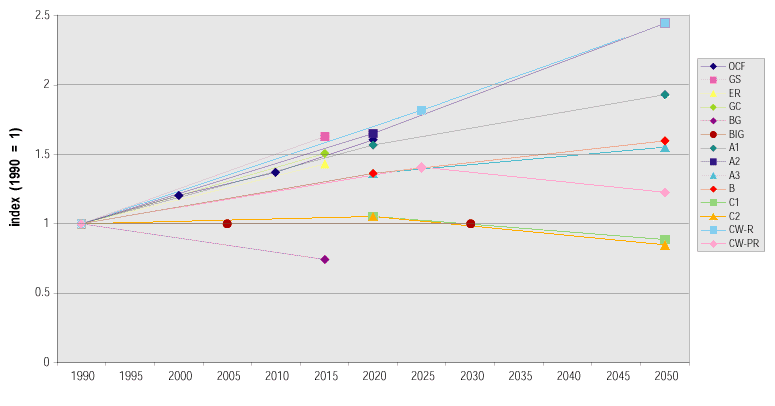 2.5
2
1.5
1
0.5
0
index (1990 = 1)
1990 1995 2000 2005 2010 2015 2020 2025 2030 2035 2040 2045 2050
OCF
GS
ER
GC
BG
BIG
A1
A2
A3
B
C1
C2
CW-R
CW-PR